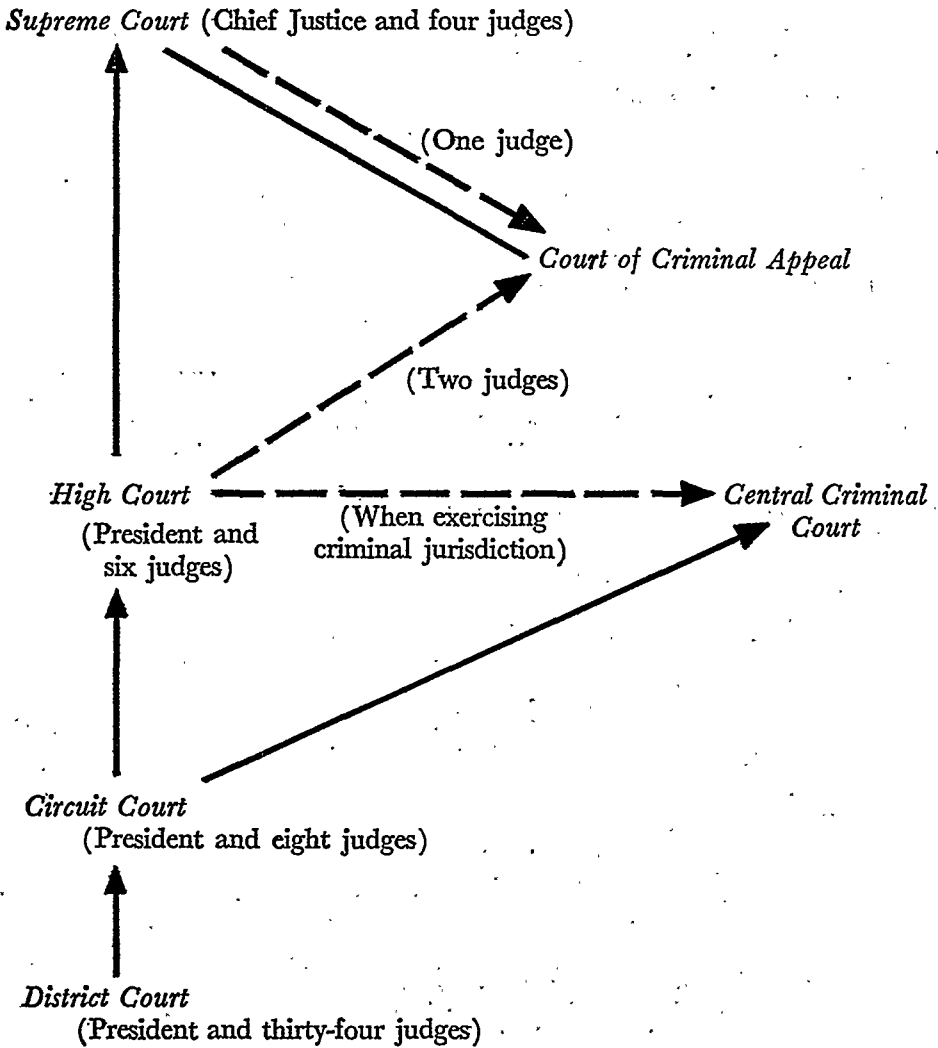 Supreme Court (Chief Justice and four judges)
(One judge)
Court of Criminal Appeal
(Two judges)
High Court
(President and
six judges)
(When exercising
criminal jurisdiction)
Central Criminal
Court
Circuit Court
(President and eight judges)
District Court
(President and thirty-four judges)